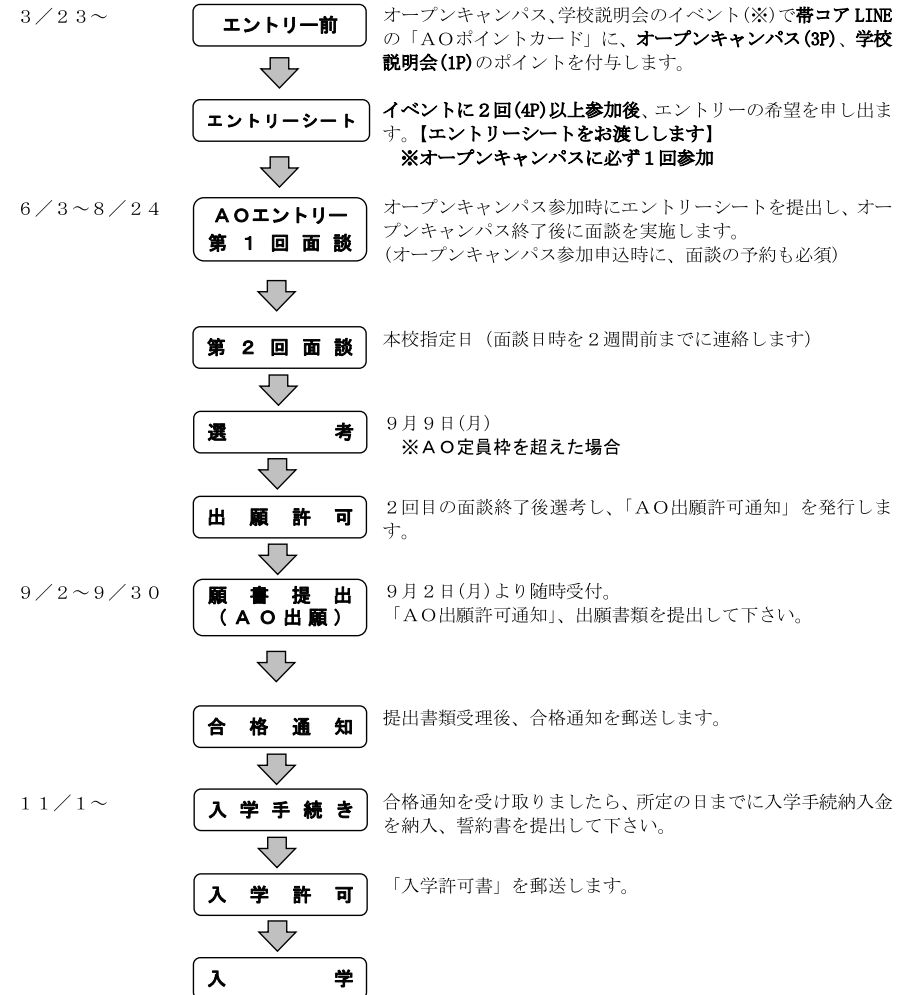 3/23~
エントリー前
オープンキャンパス、学校説明会のイベント(※)で帯コア LINE
の「AOポイントカード」に、オープンキャンパス(3P)、学校
説明会(1P)のポイントを付与します。
エントリーシート
イベントに2回(4P)以上参加後、エントリーの希望を申し出ま
す。【エントリーシートをお渡しします】
※オープンキャンパスに必ず1回参加
6/3~8/24
AOエントリー
第1回面談
オープンキャンパス参加時にエントリーシートを提出し、オー
プンキャンパス終了後に面談を実施します。
(オープンキャンパス参加申込時に、面談の予約も必須)
第2回面談
本校指定日(面談日時を2週間前までに連絡します)
選考
9月9日(月)
※AO定員枠を超えた場合
出願許可
2回目の面談終了後選考し、「AO出願許可通知」を発行しま
す。
9/2~9/30
願書提出
(AO出願)
9月2日(月)より随時受付。
「AO出願許可通知」、出願書類を提出して下さい。
合格通知
提出書類受理後、合格通知を郵送します。
11/1~
入学手続き
合格通知を受け取りましたら、所定の日までに入学手続納入金
を納入、誓約書を提出して下さい。
入学許可
「入学許可書」を郵送します。
入学